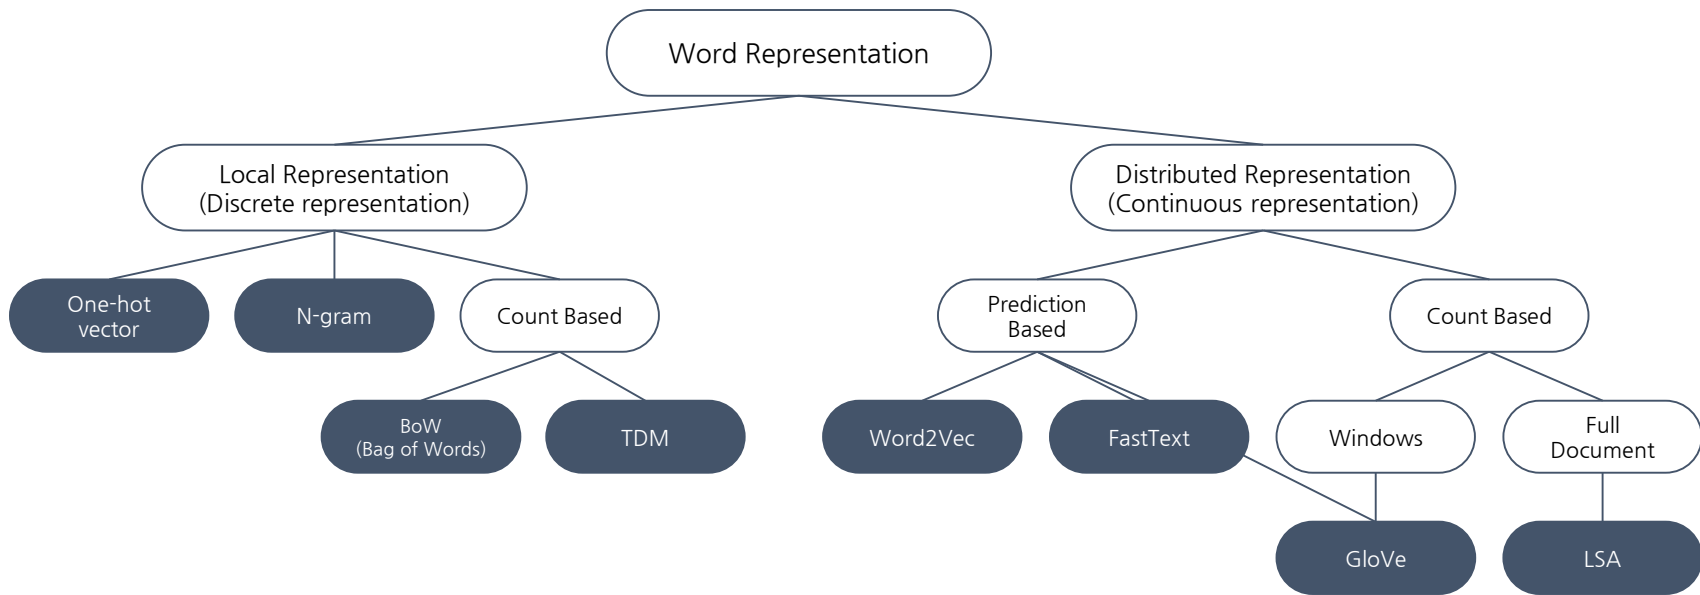 Word Representation
Local Representation
(Discrete representation)
Distributed Representation
(Continuous representation)
One-hot
vector
N-gram
Count Based
Prediction
Based
Count Based
BoW
(Bag of Words)
TDM
Word2Vec
FastText
Windows
Full
Document
GloVe
LSA